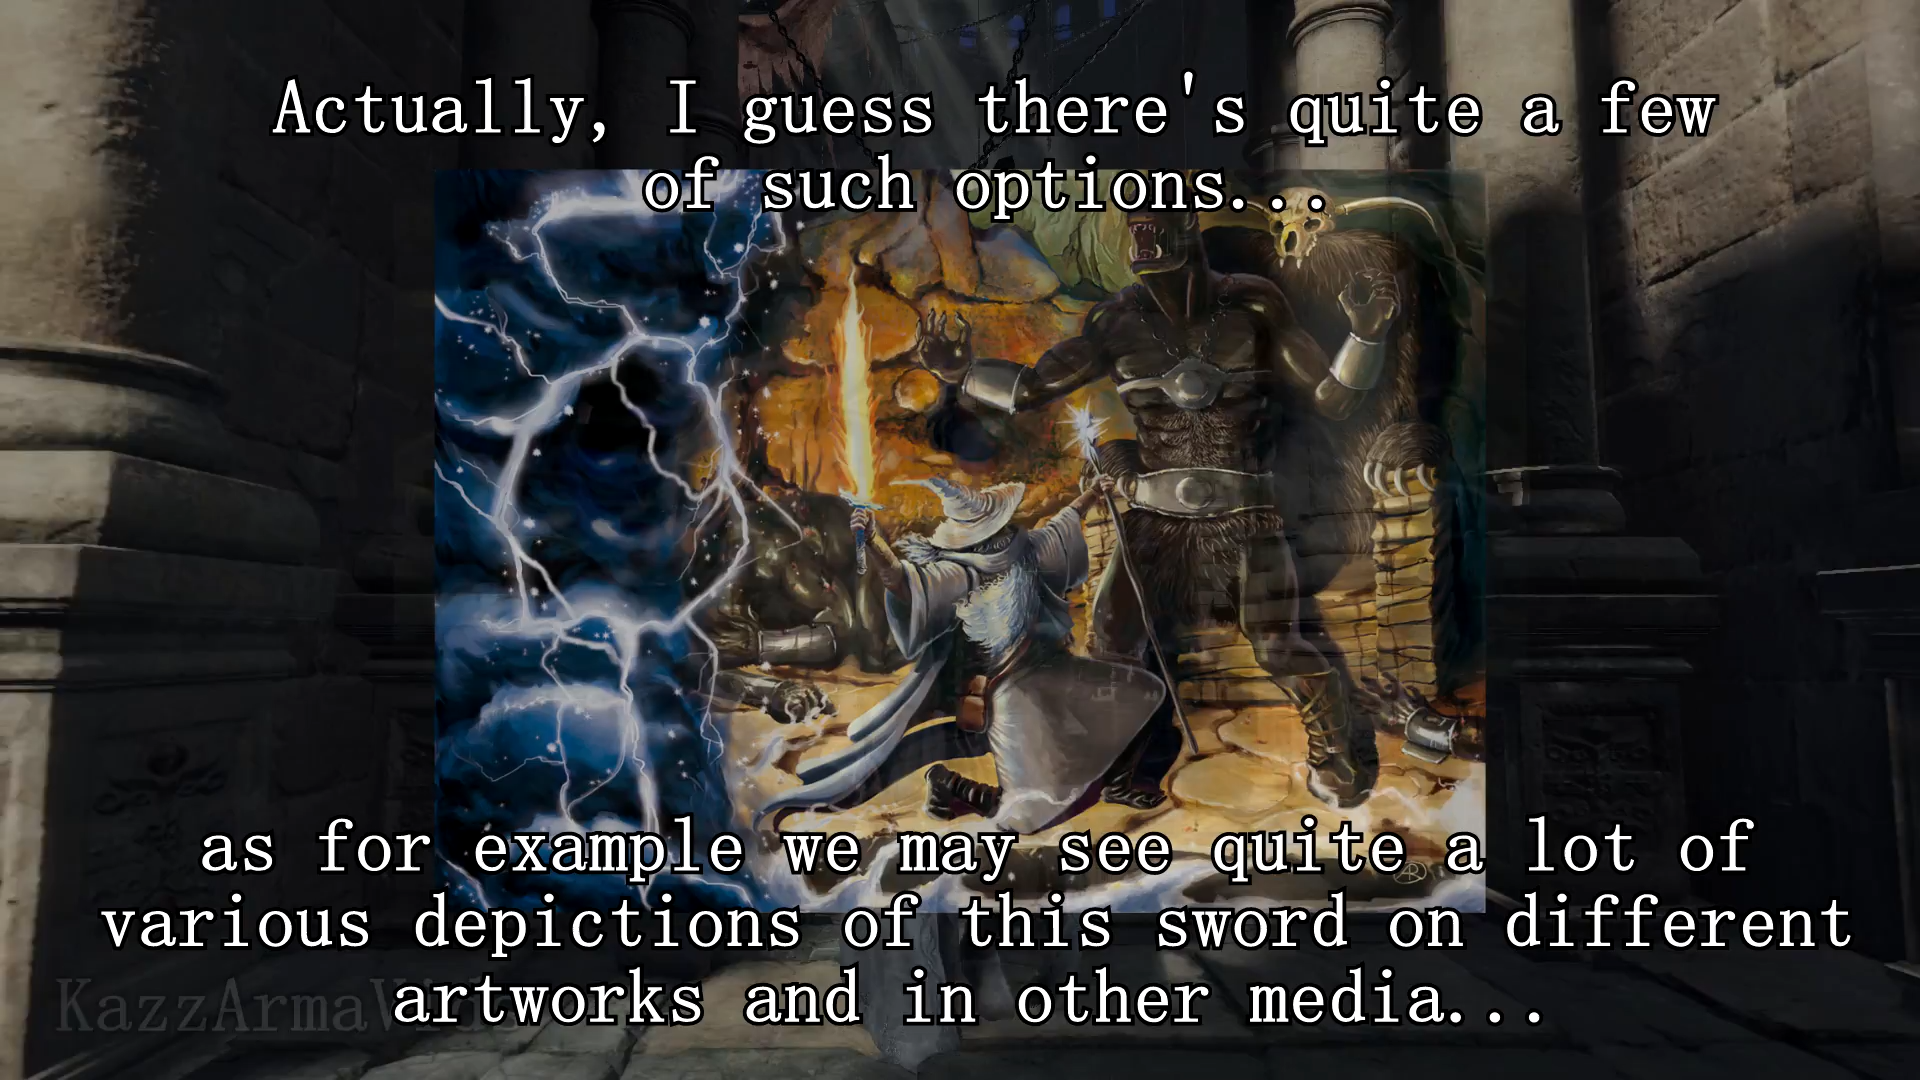 Actually, I guess there's quite a few
of such options...
as for example we may see quite a lot of
various depictions of this sword on different
artworks and in other media...
KazzArmaVids